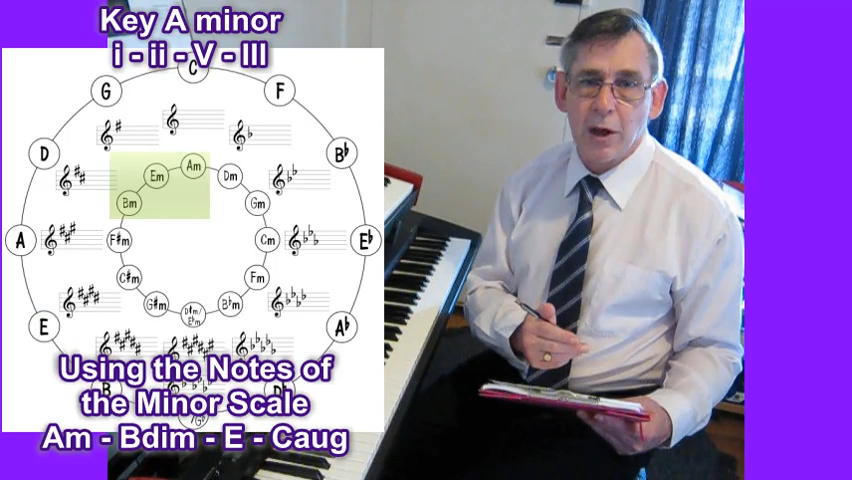 Key A minor
i - ii - V - III
C
G
F
D
B♭
Em
Am
Dm
Bm
Gm
A
F#m
Cm
E♭
C#m
Fm
G#m
D#m/
E♭m
B♭m
E
A♭
Using the Notes of
the Minor Scale
Am - Bdim - E - Caug